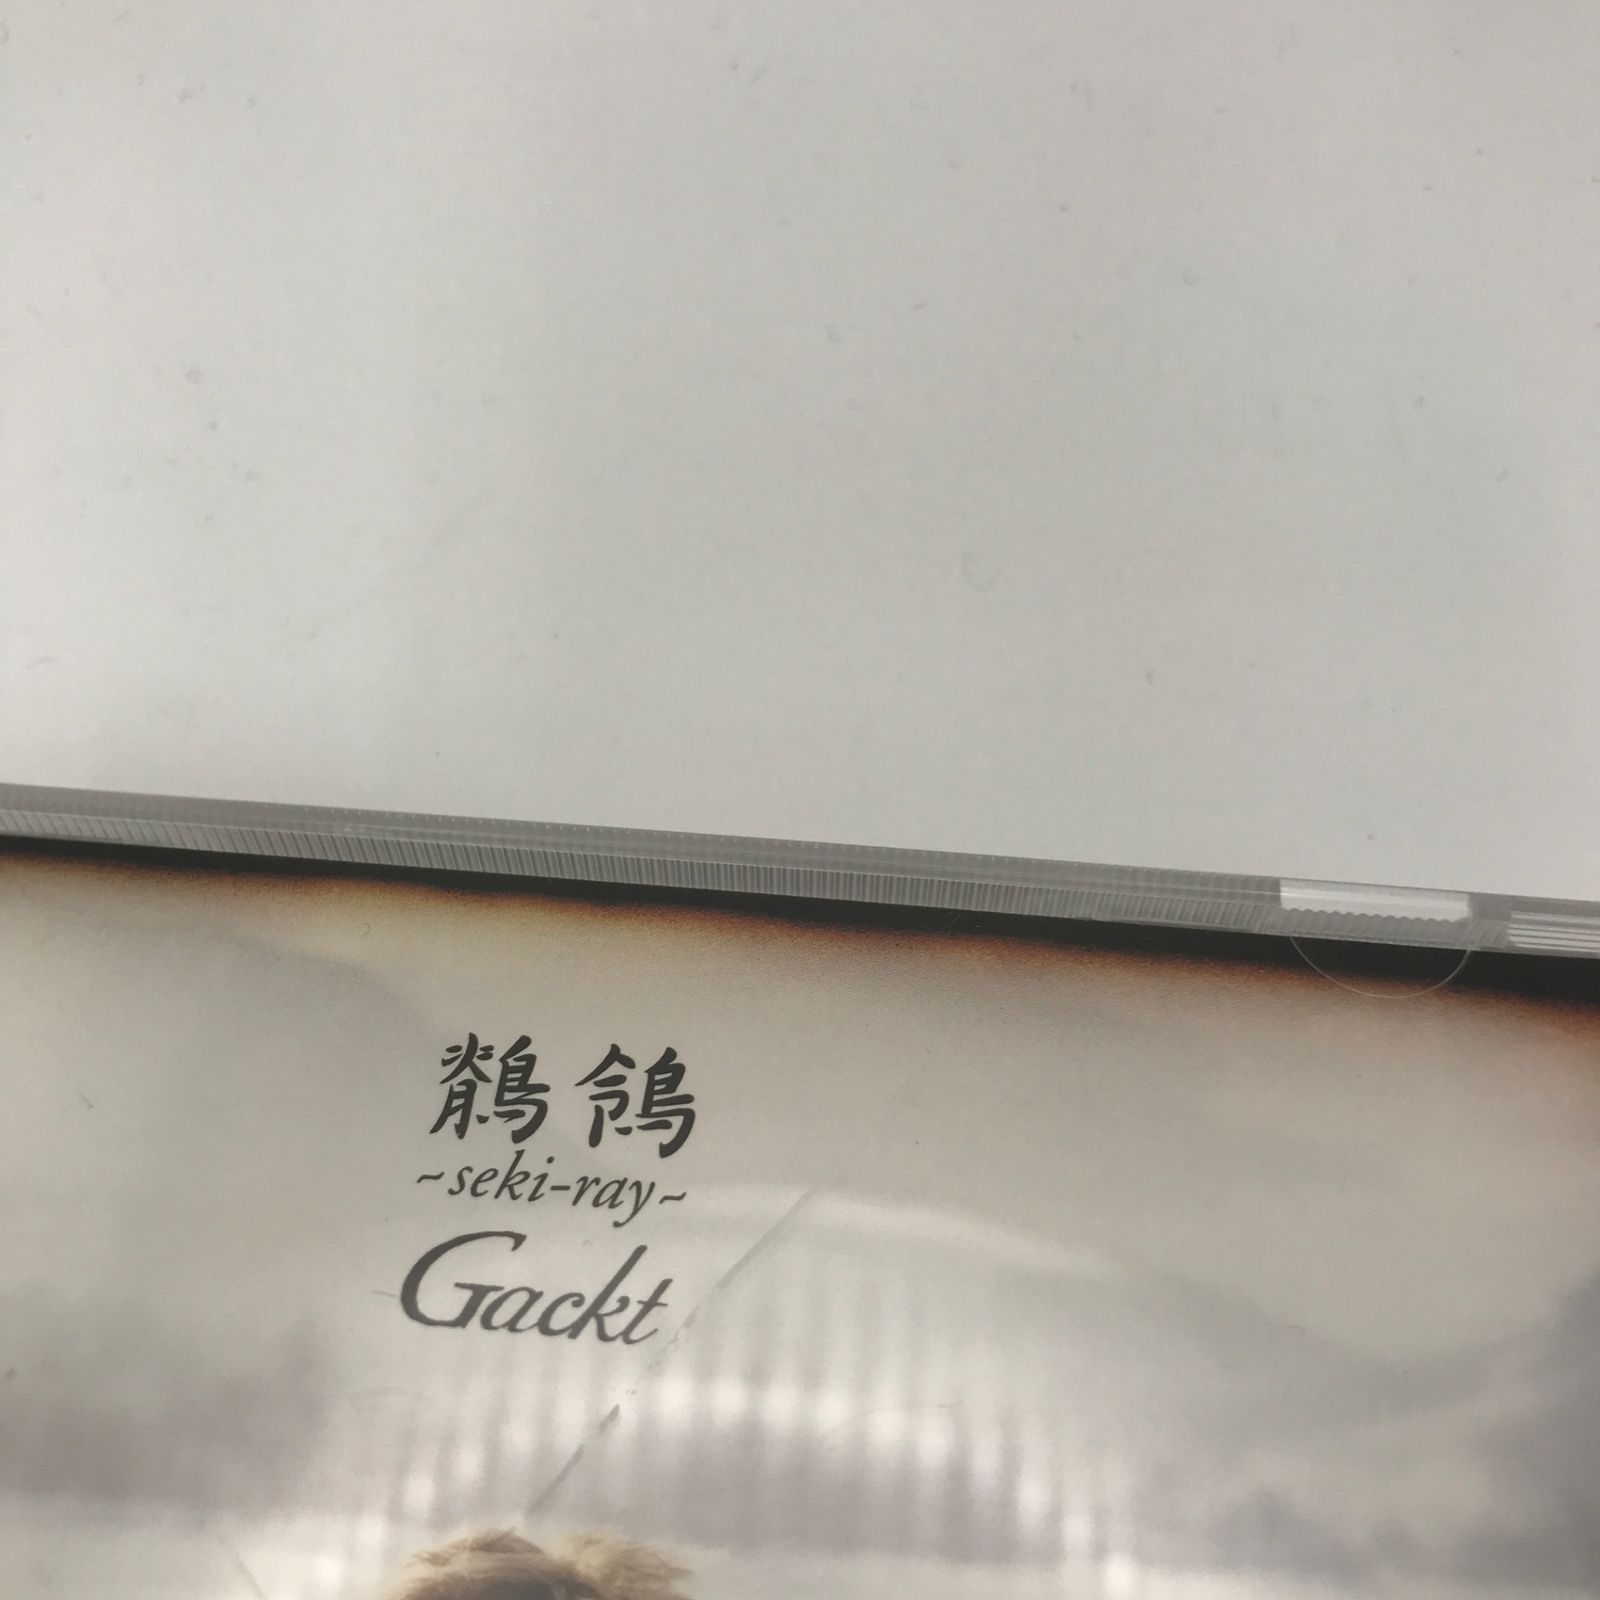 鶺鴒
~seki-ray~
Gackt